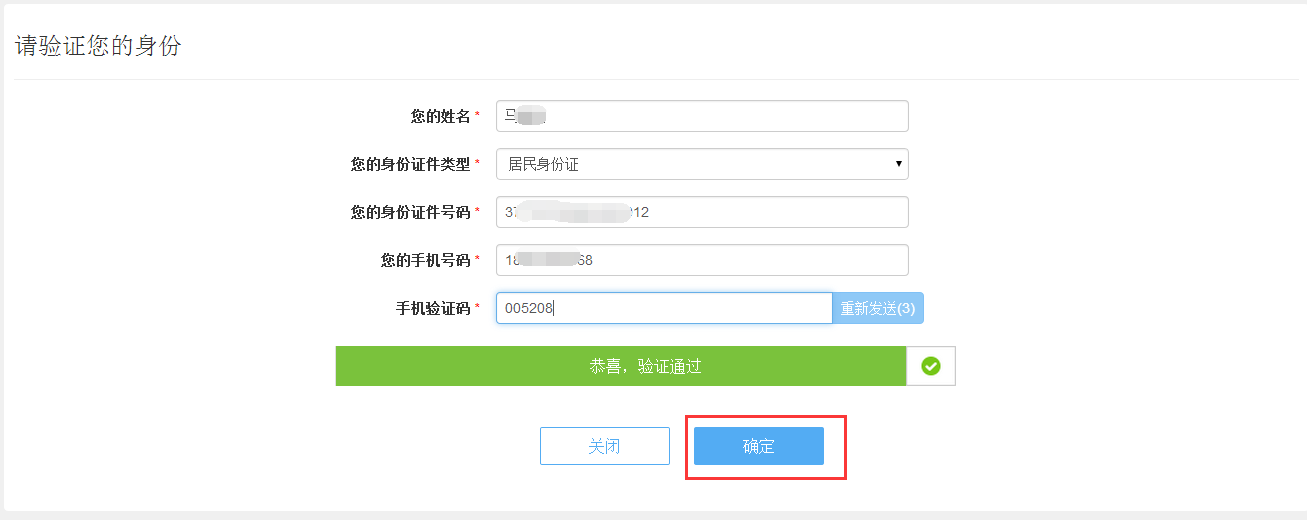 请验证您的身份
您的姓名 * 马
您的身份证件类型 * 居民身份证
您的身份证件号码 * 37 12
您的手机号码 * 18 68
手机验证码 * 005208 重新发送(3)
恭喜，验证通过
关闭 确定